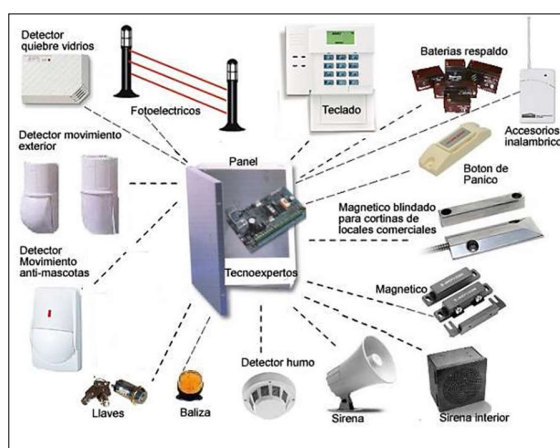 Detector
quiebre vidrios
Fotoelectricos
Teclado
Baterias respaldo
Accesorios
inalambrico
Detector movimiento
exterior
Panel
Boton de
Panico
Magnetico blindado
para cortinas de
locales comerciales
Detector
Movimiento
anti-mascotas
Tecnoexpertos
Magnetico
Llaves
Baliza
Detector humo
Sirena
Sirena interior